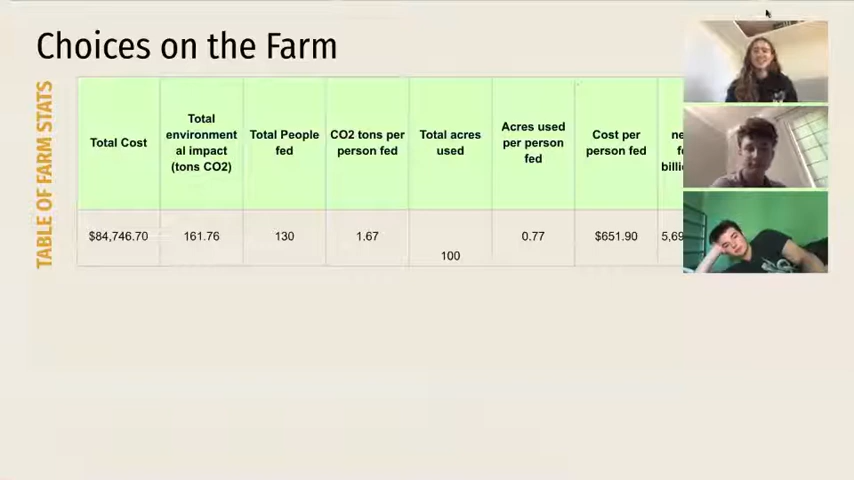 Choices on the Farm
TABLE OF FARM STATS
Total Cost
Total
environment
al impact
(tons CO2)
Total People
fed
CO2 tons per
person fed
Total acres
used
Acres used
per person
fed
Cost per
person fed
$84,746.70
161.76
130
1.67
100
0.77
$651.90